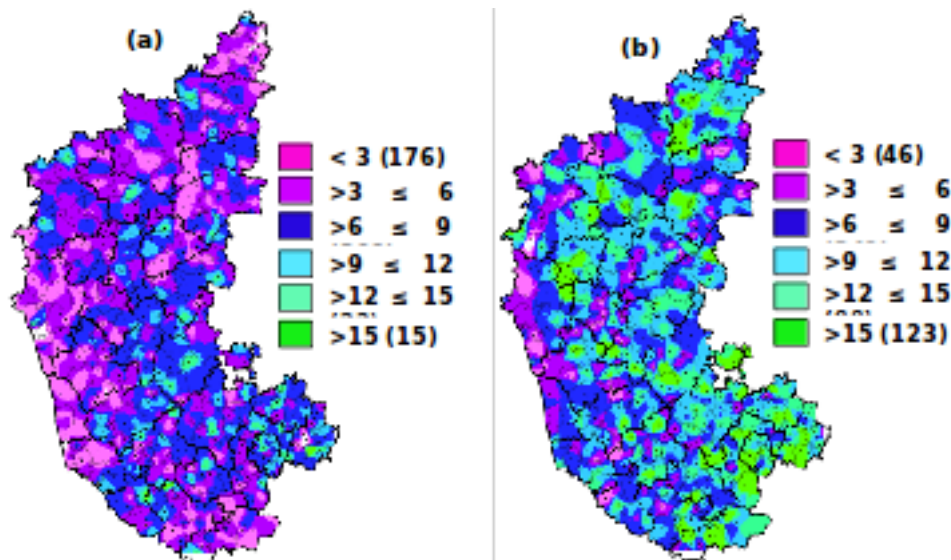 (a)
< 3 (176)
>3 ≤ 6
>6 ≤ 9
>9 ≤ 12
>12 ≤ 15
>15 (15)
(b)
< 3 (46)
>3 ≤ 6
>6 ≤ 9
>9 ≤ 12
>12 ≤ 15
>15 (123)